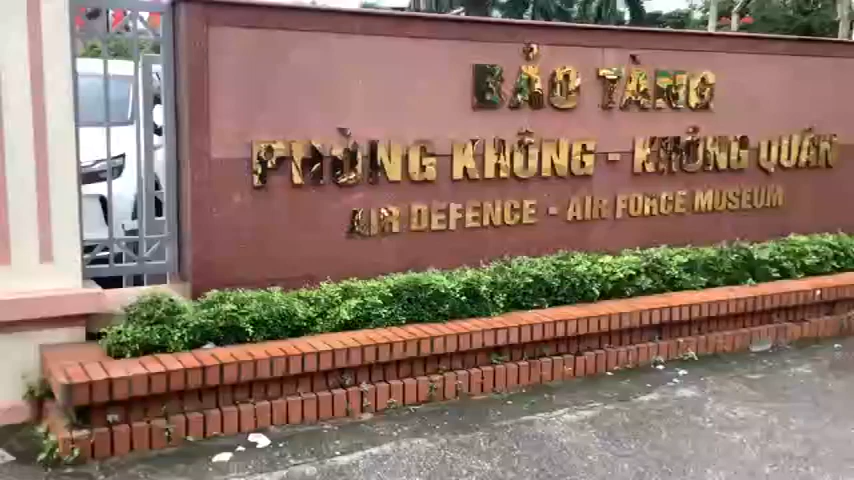 BẢO TÀNG
PHÒNG KHÔNG - KHÔNG QUÂN
AIR DEFENCE - AIR FORCE MUSEUM